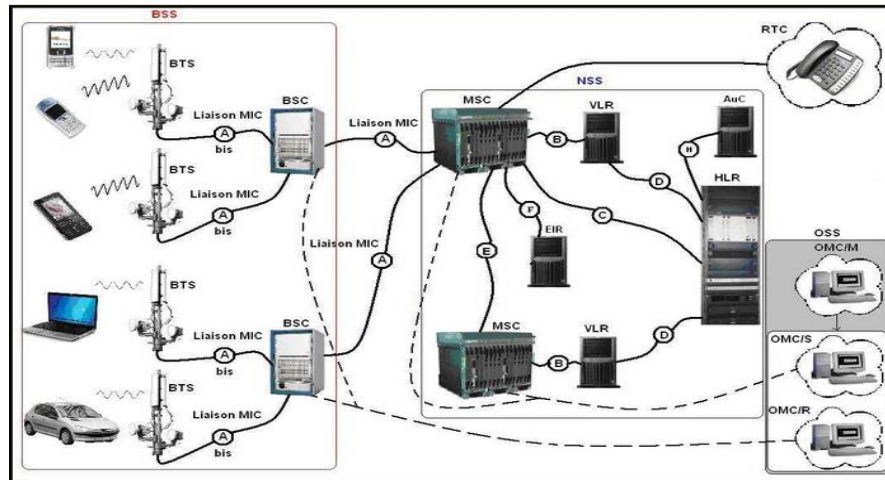 BSS
BTS
Liaison MIC
A
bis
BSC
Liaison MIC
A
BTS
Liaison MIC
A
bis
Liaison MIC
A
BTS
Liaison MIC
A
bis
BSC
BTS
Liaison MIC
A
bis
RTC
NSS
MSC
VLR
AuC
B
H
D
HLR
F
C
EIR
E
MSC
VLR
B
D
OSS
OMC/M
OMC/S
OMC/R